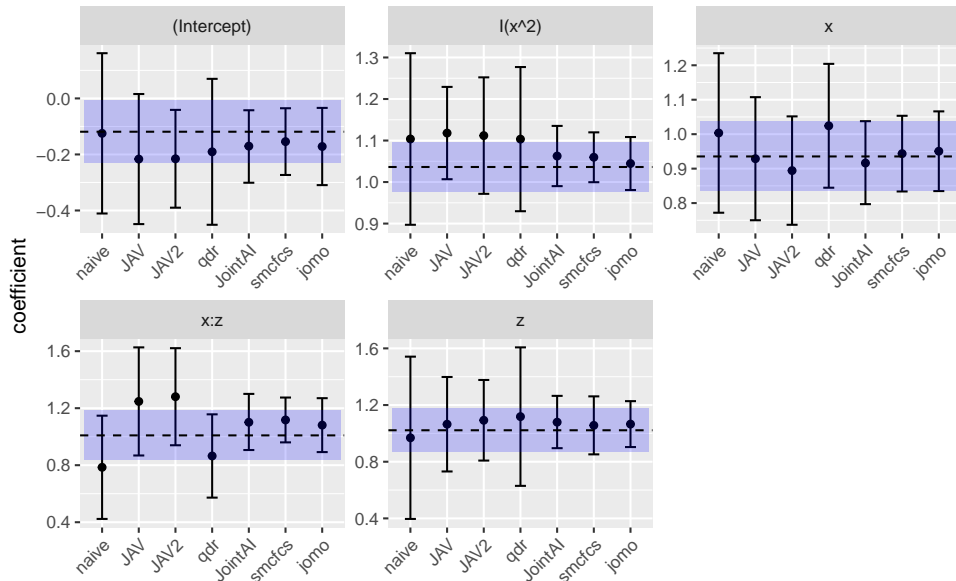 coefficient
(Intercept)
0.0
−0.2
−0.4
naive JAV JAV2 qdr JointAI smcfcs jomo
I(x^2)
1.3
1.2
1.1
1.0
0.9
naive JAV JAV2 qdr JointAI smcfcs jomo
x
1.2
1.1
1.0
0.9
0.8
naive JAV JAV2 qdr JointAI smcfcs jomo
x:z
1.6
1.2
0.8
0.4
naive JAV JAV2 qdr JointAI smcfcs jomo
z
1.6
1.2
0.8
0.4
naive JAV JAV2 qdr JointAI smcfcs jomo